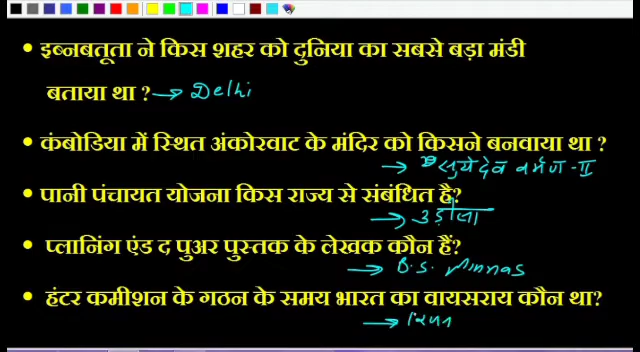 • इब्नबतूता ने किस शहर को दुनिया का सबसे बड़ा मंडी
बताया था ? → Delhi
• कंबोडिया में स्थित अंकोरवाट के मंदिर को किसने बनवाया था ?
→ सुर्यदेव वर्मन -II
• पानी पंचायत योजना किस राज्य से संबंधित है?
→ उड़ीसा
• प्लानिंग एंड द पुअर पुस्तक के लेखक कौन हैं?
→ B.S. Minhas
• हंटर कमीशन के गठन के समय भारत का वायसराय कौन था?
→ रिपन